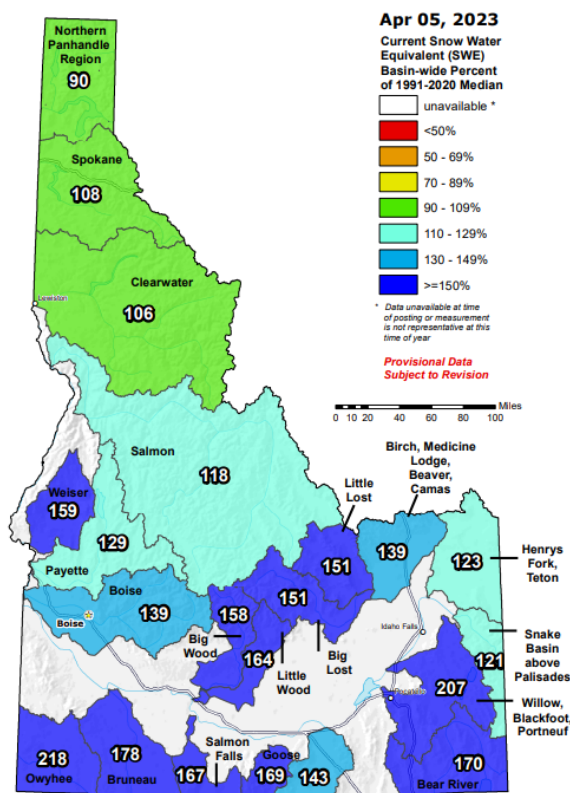 Apr 05, 2023
Current Snow Water
Equivalent (SWE)
Basin-wide Percent
of 1991-2020 Median
unavailable *
<50%
50 - 69%
70 - 89%
90 - 109%
110 - 129%
130 - 149%
>=150%
* Data unavailable at time
of posting or measurement
is not representative at this
time of year
Provisional Data
Subject to Revision
Miles
0 10 20 40 60 80 100
Northern
Panhandle
Region
90
Spokane
108
Clearwater
106
Lewiston
Salmon
118
Weiser
159
129
Payette
Boise
139
Boise
Little
Lost
151
Birch, Medicine
Lodge,
Beaver,
Camas
139
123
Henrys
Fork,
Teton
158
Big
Wood
151
164
Little
Wood
Big
Lost
Idaho Falls
121
Snake
Basin
above
Palisades
207
Willow,
Blackfoot,
Portneuf
218
Owyhee
178
Bruneau
167
Salmon
Falls
Goose
169
143
170
Bear River